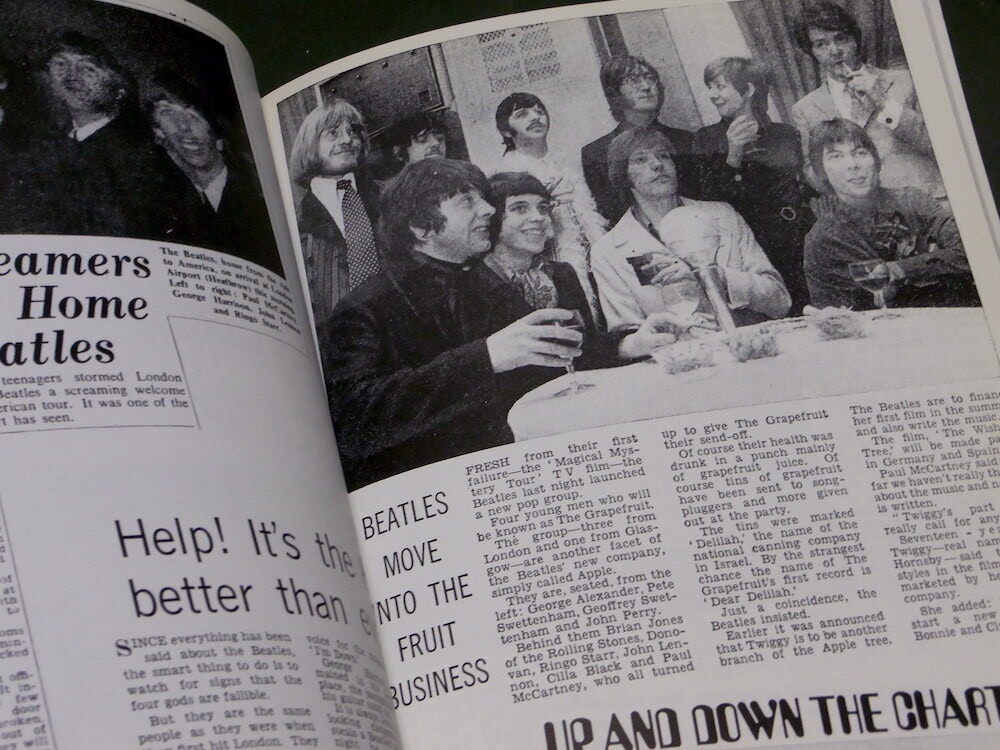 eamers
Home
atles
The Beatles, home from
to America, on arrival at London
Airport (Heathrow) this
Left to right: Paul McCartney,
George Harrison, John Lennon
and Ringo Starr.
teenagers stormed London
Beatles a screaming welcome
erican tour. It was one of the
t has seen.
Help! It's the
better than
SINCE everything has been
said about the Beatles,
the smart thing to do is to
watch for signs that the
four gods are fallible.
But they are the same
people as they were when
first hit London. They
voice for the
'I'm Down.'
George
BEATLES
MOVE
INTO THE
FRUIT
BUSINESS
FRESH from their first
failure—the 'Magical Mys-
tery Tour' TV film—the
Beatles last night launched
a new pop group.
Four young men who will
be known as The Grapefruit.
The group—three from
London and one from Glas-
gow—are another facet of
the Beatles' new company,
simply called Apple.
They are, seated, from the
left: George Alexander, Pete
Swettenham, Geoffrey Swet-
tenham and John Perry.
Behind them Brian Jones
of the Rolling Stones, Dono-
van, Ringo Starr, John Len-
non, Cilla Black and Paul
McCartney, who all turned
up to give The Grapefruit
their send-off.
Of course their health was
drunk in a punch mainly
of grapefruit juice. Of
course tins of grapefruit
have been sent to song-
pluggers and more given
out at the party.
The tins were marked
'Delilah,' the name of the
national canning company
in Israel. By the strangest
chance the name of The
Grapefruit's first record is
'Dear Delilah.'
Just a coincidence, the
Beatles insisted.
Earlier it was announced
that Twiggy is to be another
branch of the Apple tree.
The Beatles are to finan
her first film in the summ
and also write the music.
The film, 'The Wish
Tree,' will be made pa
in Germany and Spain
Paul McCartney said
far we haven't really th
about the music and n
is written.
"Twiggy's part
really call for any
Seventeen-ye
Twiggy—real nam
Hornsby—said
styles in the film
marketed by h
company.
She added:
start a new
Bonnie and Cl
UP AND DOWN THE CHART